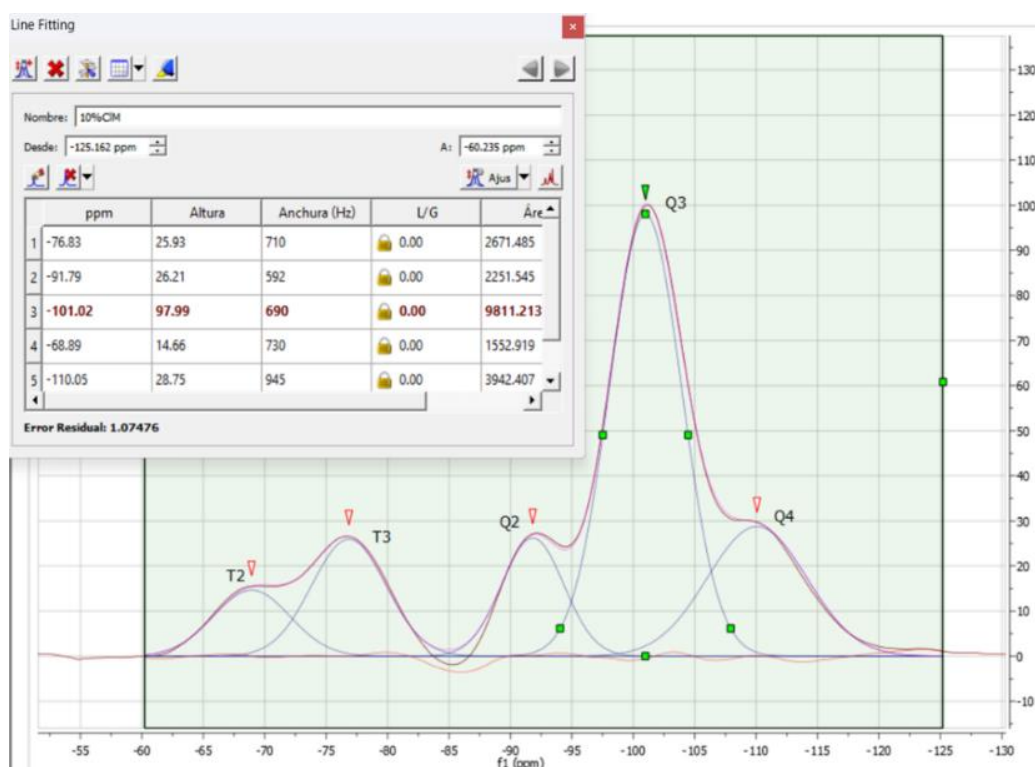 Line Fitting
Nombre: 10%ClM
Desde: -125.162 ppm A: -60.235 ppm
Ajus
ppm Altura Anchura (Hz) L/G Áre
1 -76.83 25.93 710 0.00 2671.485
2 -91.79 26.21 592 0.00 2251.545
3 -101.02 97.99 690 0.00 9811.213
4 -68.89 14.66 730 0.00 1552.919
5 -110.05 28.75 945 0.00 3942.407
Error Residual: 1.07476
Q3
Q2
Q4
T3
T2
130
120
110
100
90
80
70
60
50
40
30
20
10
0
-10
-55 -60 -65 -70 -75 -80 -85 -90 -95 -100 -105 -110 -115 -120 -125 -130
f1 (ppm)